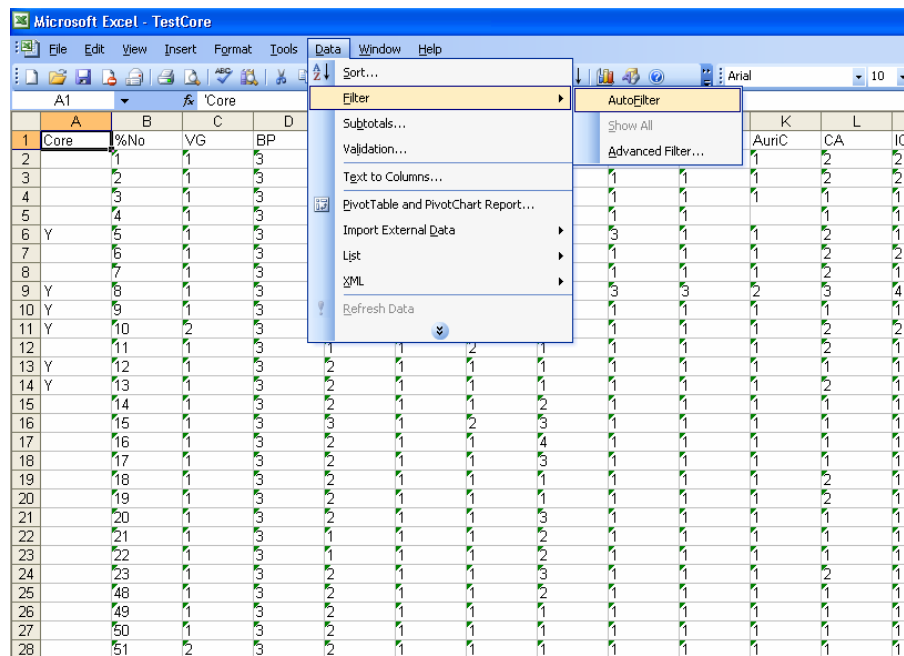 Microsoft Excel - TestCore
File Edit View Insert Format Tools Data Window Help
Arial 10
A1 fx 'Core
Sort...
Filter
Subtotals...
Validation...
Text to Columns...
PivotTable and PivotChart Report...
Import External Data
List
XML
Refresh Data
AutoFilter
Show All
Advanced Filter...
A B C D K L
1 Core %No VG BP AuriC CA
2 1 1 3 1 2 2
3 2 1 3 1 1 1 2 2
4 3 1 3 1 1 1 2 1
5 4 1 3 1 1 1 1
6 Y 5 1 3 3 1 1 2 1
7 6 1 3 1 1 1 2 2
8 7 1 3 1 1 1 2 1
9 Y 8 1 3 3 3 2 3 4
10 Y 9 1 3 1 1 1 1 1
11 Y 10 2 3 1 1 1 2 2
12 11 1 3 1 1 2 1 1 1 1 2 1
13 Y 12 1 3 2 1 1 1 1 1 1 1 1
14 Y 13 1 3 2 1 1 1 1 1 1 2 1
15 14 1 3 2 1 1 2 1 1 1 1 1
16 15 1 3 3 1 2 3 1 1 1 1 1
17 16 1 3 2 1 1 4 1 1 1 1 1
18 17 1 3 2 1 1 3 1 1 1 1 1
19 18 1 3 2 1 1 1 1 1 1 2 1
20 19 1 3 2 1 1 1 1 1 1 2 1
21 20 1 3 2 1 1 3 1 1 1 1 1
22 21 1 3 1 1 1 2 1 1 1 1 1
23 22 1 3 1 1 1 2 1 1 1 1 1
24 23 1 3 2 1 1 3 1 1 1 2 1
25 48 1 3 2 1 1 2 1 1 1 1 1
26 49 1 3 2 1 1 1 1 1 1 1 1
27 50 1 3 2 1 1 1 1 1 1 1 1
28 51 2 3 2 1 1 1 1 1 1 1 1